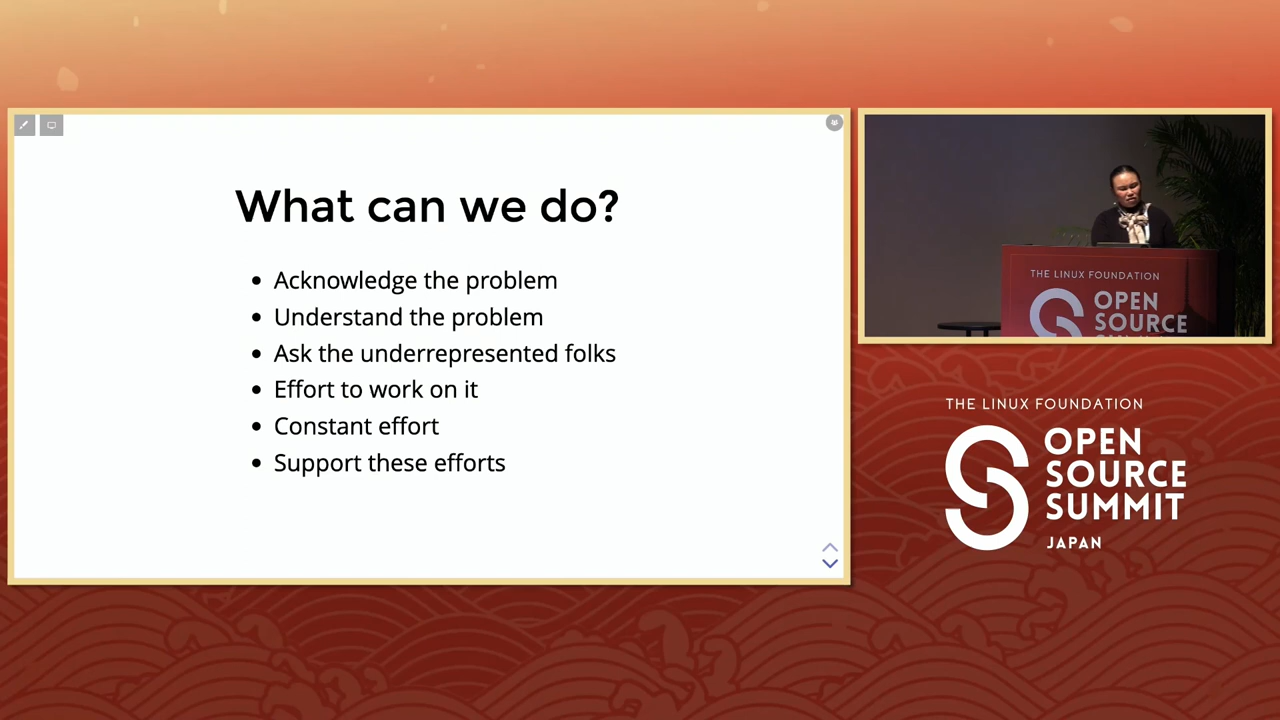 What can we do?
• Acknowledge the problem
• Understand the problem
• Ask the underrepresented folks
• Effort to work on it
• Constant effort
• Support these efforts
THE LINUX FOUNDATION
OPEN
SOURCE
THE LINUX FOUNDATION
OPEN
SOURCE
SUMMIT
JAPAN